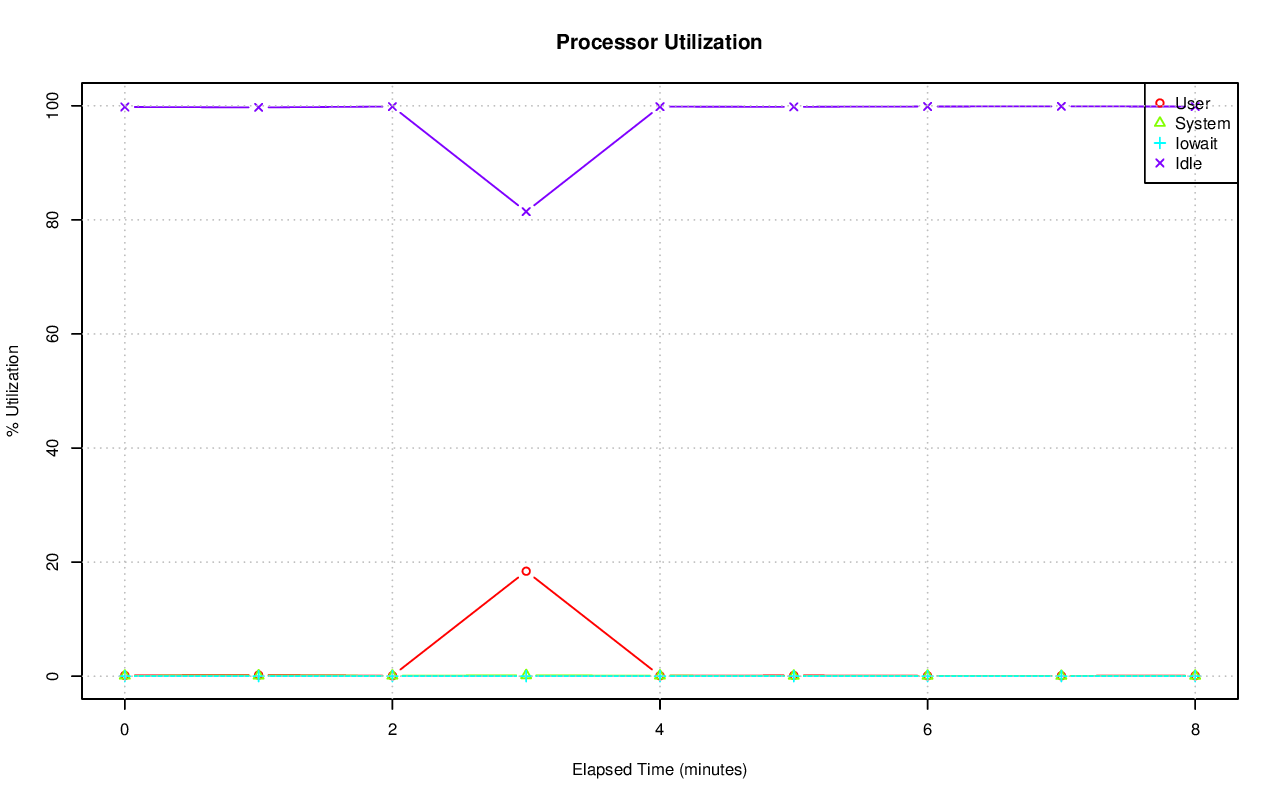 Processor Utilization
% Utilization
100
80
60
40
20
0
User
System
Iowait
Idle
0 2 4 6 8
Elapsed Time (minutes)